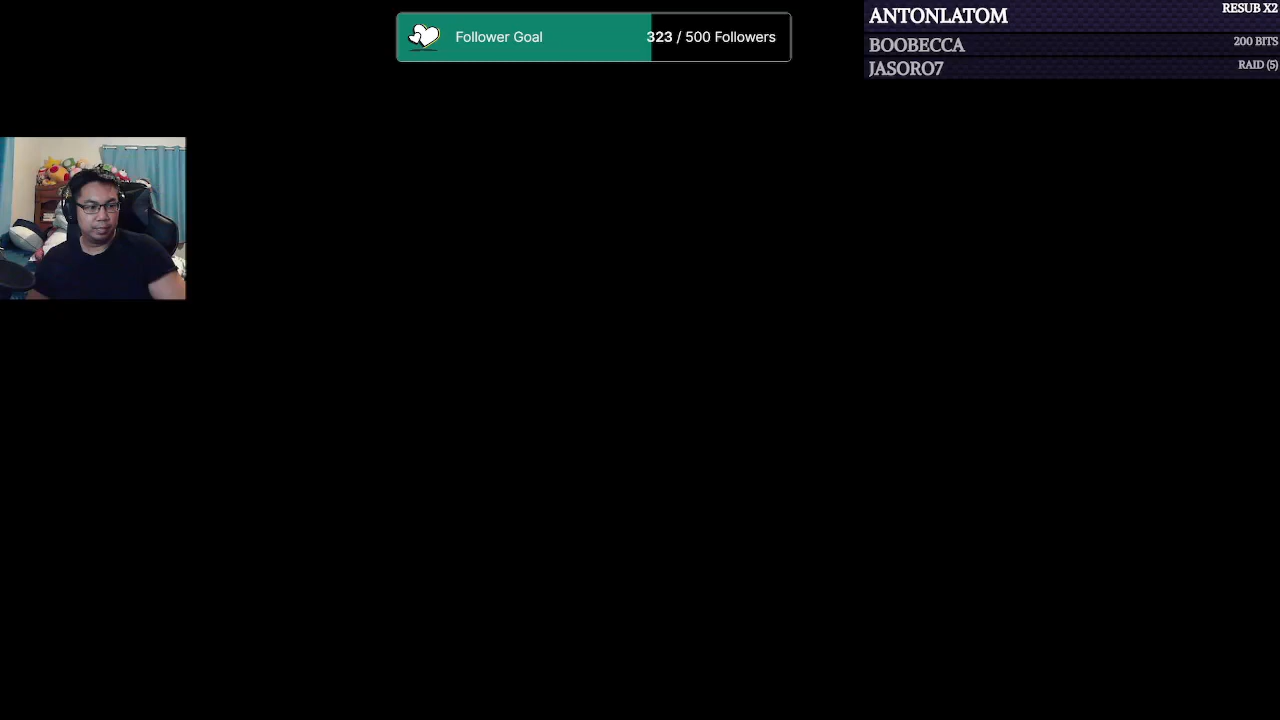 Follower Goal 323 / 500 Followers
ANTONLATOM RESUB X2
BOOBECCA 200 BITS
JASORO7 RAID (5)